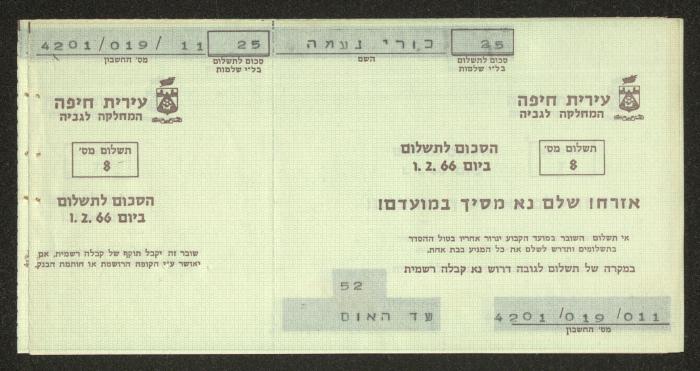 25
כורי נעמה
סכום לתשלום
בל"י שלמות
השם
עירית חיפה
המחלקה לגביה
תשלום מס'
8
הסכום לתשלום
ביום 1.2.66
אזרח! שלם נא מסיך במועדם!
אי תשלום השובר במועד הקבוע יגרור אחריו ביטול ההסדר
בתשלומים ותדרש לשלם את כל המגיע בבת אחת.
במקרה של תשלום לגובה דרוש נא קבלה רשמית
52
עד האום
4201/019/011
מס' החשבון
25
4201/019/ 11
סכום לתשלום
בל"י שלמות
מס' החשבון
עירית חיפה
המחלקה לגביה
תשלום מס'
8
הסכום לתשלום
ביום 1.2.66
שובר זה יקבל תוקף של קבלה רשמית, אם
יאושר ע"י הקופה הרושמת או חותמת הבנק.